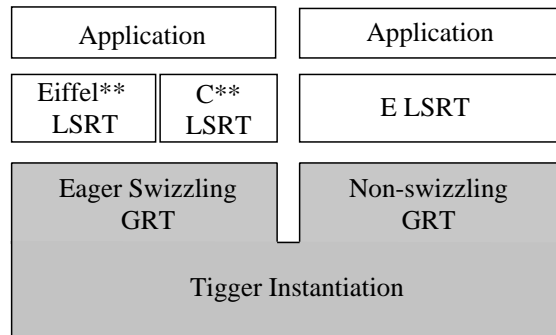 Application
Application
Eiffel**
LSRT
C**
LSRT
E LSRT
Eager Swizzling
GRT
Non-swizzling
GRT
Tigger Instantiation